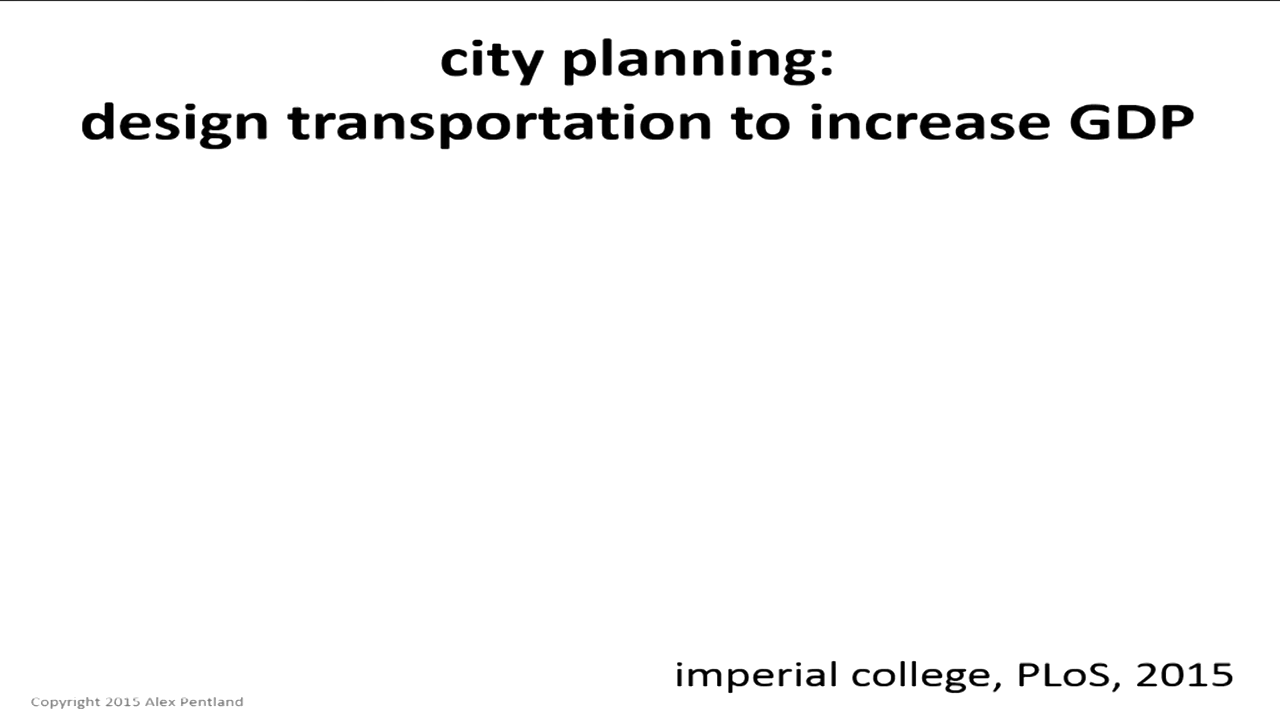 city planning:
design transportation to increase GDP
imperial college, PLoS, 2015
Copyright 2015 Alex Pentland